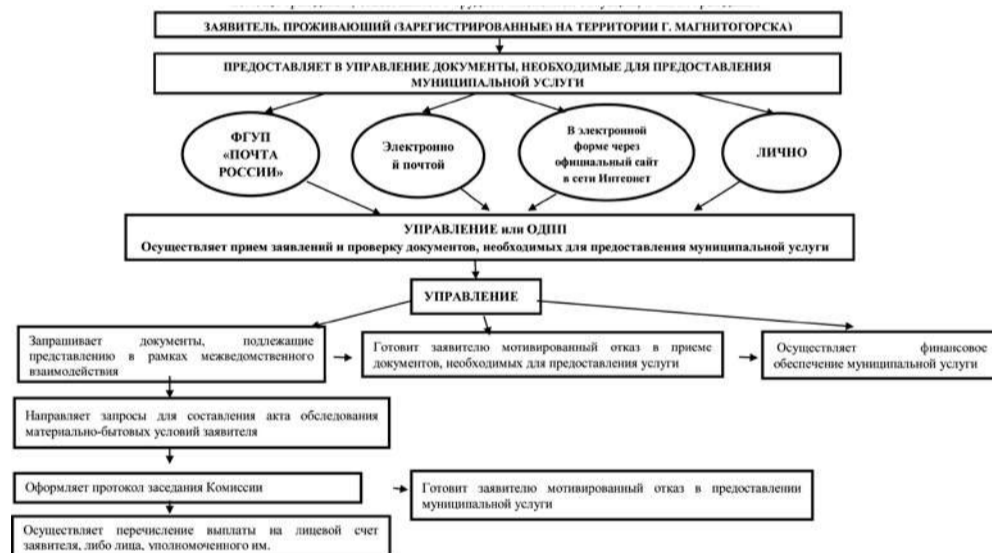 ЗАЯВИТЕЛЬ, ПРОЖИВАЮЩИЙ (ЗАРЕГИСТРИРОВАННЫЕ) НА ТЕРРИТОРИИ Г. МАГНИТОГОРСКА)
ПРЕДОСТАВЛЯЕТ В УПРАВЛЕНИЕ ДОКУМЕНТЫ, НЕОБХОДИМЫЕ ДЛЯ ПРЕДОСТАВЛЕНИЯ
МУНИЦИПАЛЬНОЙ УСЛУГИ
ФГУП
«ПОЧТА
РОССИИ»
Электронно
й почтой
В электронной
форме через
официальный сайт
в сети Интернет
ЛИЧНО
УПРАВЛЕНИЕ или ОДПП
Осуществляет прием заявлений и проверку документов, необходимых для предоставления муниципальной услуги
УПРАВЛЕНИЕ
Запрашивает документы, подлежащие
представлению в рамках межведомственного
взаимодействия
Готовит заявителю мотивированный отказ в приеме
документов, необходимых для предоставления услуги
Осуществляет финансовое
обеспечение муниципальной услуги
Направляет запросы для составления акта обследования
материально-бытовых условий заявителя
Оформляет протокол заседания Комиссии
Готовит заявителю мотивированный отказ в предоставлении
муниципальной услуги
Осуществляет перечисление выплаты на лицевой счет
заявителя, либо лица, уполномоченного им.